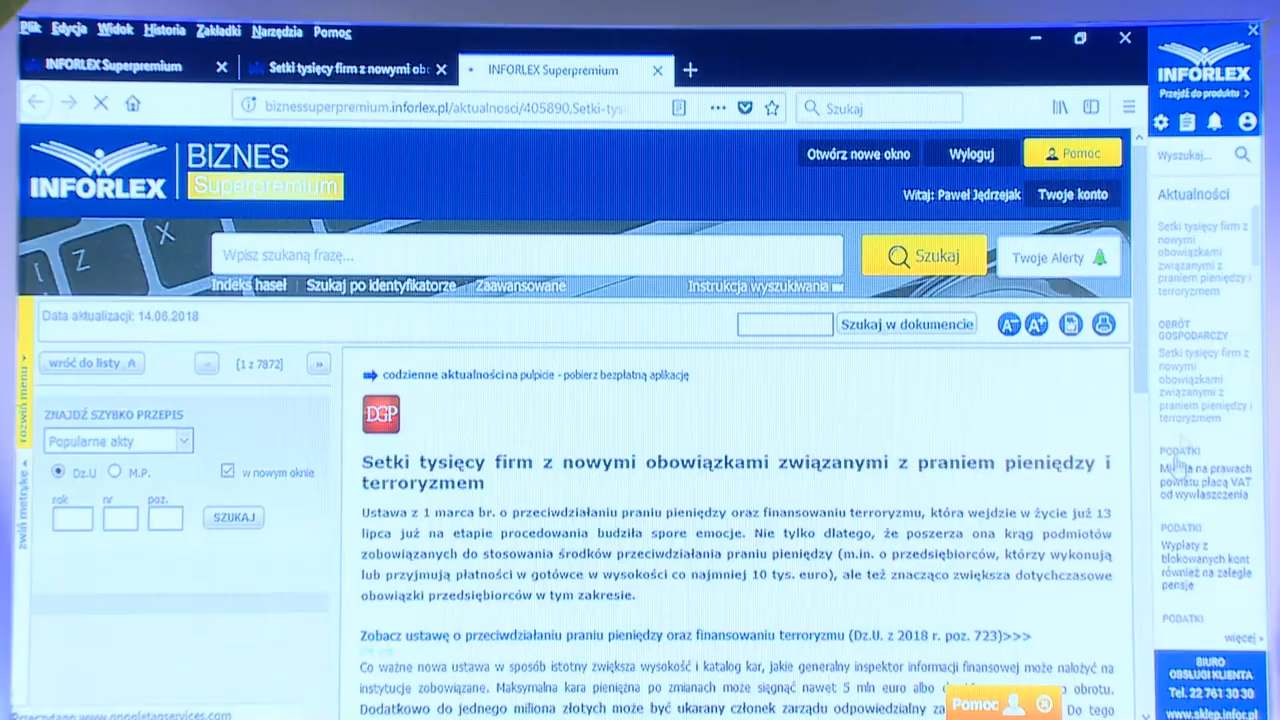 Plik Edycja Widok Historia Zakładki Narzędzia Pomoc
INFORLEX Superpremium
Setki tysięcy firm z nowymi ob
INFORLEX Superpremium
biznessuperpremium.inforlex.pl/aktualnosci/405890,Setki-tys
Szukaj
INFORLEX
BIZNES
Superpremium
Otwórz nowe okno
Wyloguj
Pomoc
Witaj: Paweł Jędrzejak
Twoje konto
Wpisz szukaną frazę...
Szukaj
Twoje Alerty
Indeks haseł | Szukaj po identyfikatorze | Zaawansowane
Instrukcja wyszukiwania
Data aktualizacji: 14.06.2018
Szukaj w dokumencie
A- A+
rozwiń menu
zwiń metrykę
wróć do listy
[1 z 7872]
»
ZNAJDŹ SZYBKO PRZEPIS
Popularne akty
Dz.U M.P. w nowym oknie
rok nr poz.
SZUKAJ
codzienne aktualności na pulpicie - pobierz bezpłatną aplikację
DGP
Setki tysięcy firm z nowymi obowiązkami związanymi z praniem pieniędzy i
terroryzmem
Ustawa z 1 marca br. o przeciwdziałaniu praniu pieniędzy oraz finansowaniu terroryzmu, która wejdzie w życie już 13
lipca już na etapie procedowania budziła spore emocje. Nie tylko dlatego, że poszerza ona krąg podmiotów
zobowiązanych do stosowania środków przeciwdziałania praniu pieniędzy (m.in. o przedsiębiorców, którzy wykonują
lub przyjmują płatności w gotówce w wysokości co najmniej 10 tys. euro), ale też znacząco zwiększa dotychczasowe
obowiązki przedsiębiorców w tym zakresie.
Zobacz ustawę o przeciwdziałaniu praniu pieniędzy oraz finansowaniu terroryzmu (Dz.U. z 2018 r. poz. 723)>>>
Co ważne nowa ustawa w sposób istotny zwiększa wysokość i katalog kar, jakie generalny inspektor informacji finansowej może nałożyć na
instytucje zobowiązane. Maksymalna kara pieniężna po zmianach może sięgnąć nawet 5 mln euro albo obrotu.
Dodatkowo do jednego miliona złotych może być ukarany członek zarządu odpowiedzialny za Do tego
Pomoc
INFORLEX
Przejdź do produktu >
Wyszukaj...
Aktualności
Setki tysięcy firm z
nowymi
obowiązkami
związanymi z
praniem pieniędzy i
terroryzmem
OBRÓT
GOSPODARCZY
Setki tysięcy firm z
nowymi
obowiązkami
związanymi z
praniem pieniędzy i
terroryzmem
PODATKI
na prawach
powiatu płacą VAT
od wywłaszczenia
PODATKI
Wypłaty z
blokowanych kont
również na zaległe
pensje
PODATKI
więcej »
BIURO
OBSŁUGI KLIENTA
Tel. 22 761 30 30
www.sklep.infor.pl